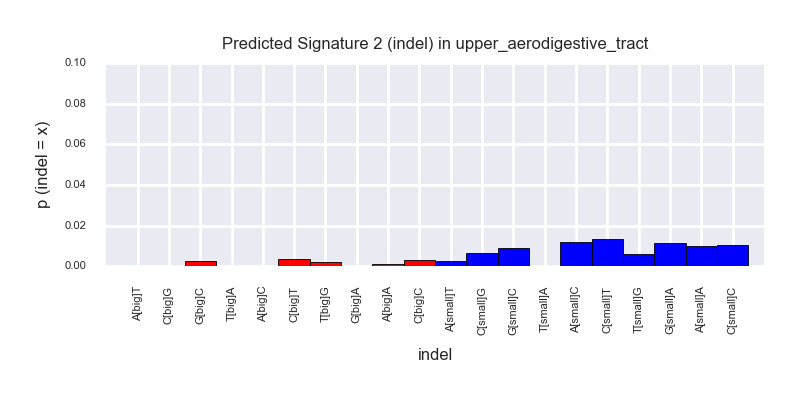 Predicted Signature 2 (indel) in upper_aerodigestive_tract
p (indel = x)
0.10
0.08
0.06
0.04
0.02
0.00
A[big]T
C[big]G
G[big]C
T[big]A
A[big]C
C[big]T
T[big]G
G[big]A
A[big]A
C[big]C
A[small]T
C[small]G
G[small]C
T[small]A
A[small]C
C[small]T
T[small]G
G[small]A
A[small]A
C[small]C
indel